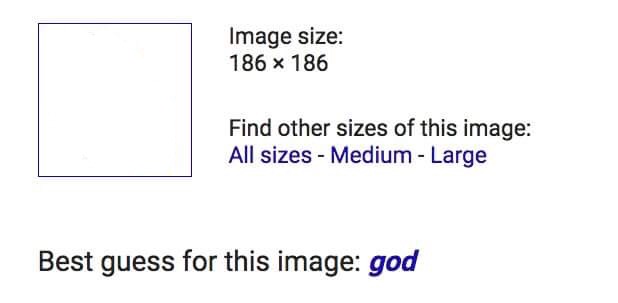 Image size:
186 × 186
Find other sizes of this image:
All sizes - Medium - Large
Best guess for this image: god